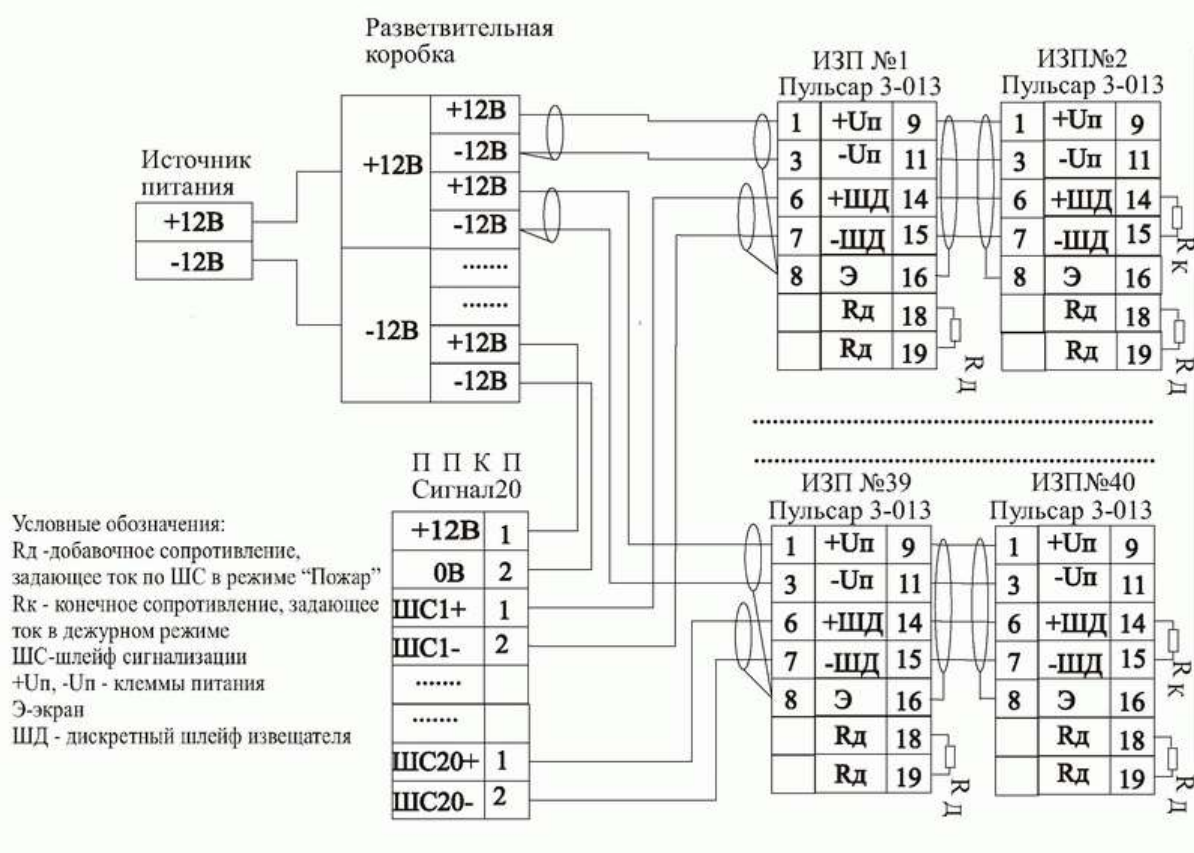 Разветвительная
коробка
Источник
питания
+12В
-12В
+12В
-12В
+12В
-12В
+12В
-12В
.......
.......
+12В
-12В
ИЗП №1
Пульсар 3-013
1 +Uп 9
3 -Uп 11
6 +ШД 14
7 -ШД 15
8 Э 16
Rд 18
Rд 19
Rд
ИЗП№2
Пульсар 3-013
1 +Uп 9
3 -Uп 11
6 +ШД 14
7 -ШД 15
8 Э 16
Rд 18
Rд 19
Rк
Rд
П П К П
Сигнал20
+12В 1
0В 2
ШС1+ 1
ШС1- 2
.......
.......
ШС20+ 1
ШС20- 2
ИЗП №39
Пульсар 3-013
1 +Uп 9
3 -Uп 11
6 +ШД 14
7 -ШД 15
8 Э 16
Rд 18
Rд 19
Rд
ИЗП№40
Пульсар 3-013
1 +Uп 9
3 -Uп 11
6 +ШД 14
7 -ШД 15
8 Э 16
Rд 18
Rд 19
Rк
Rд
Условные обозначения:
Rд -добавочное сопротивление,
задающее ток по ШС в режиме “Пожар”
Rк - конечное сопротивление, задающее
ток в дежурном режиме
ШС-шлейф сигнализации
+Uп, -Uп - клеммы питания
Э-экран
ШД - дискретный шлейф извещателя